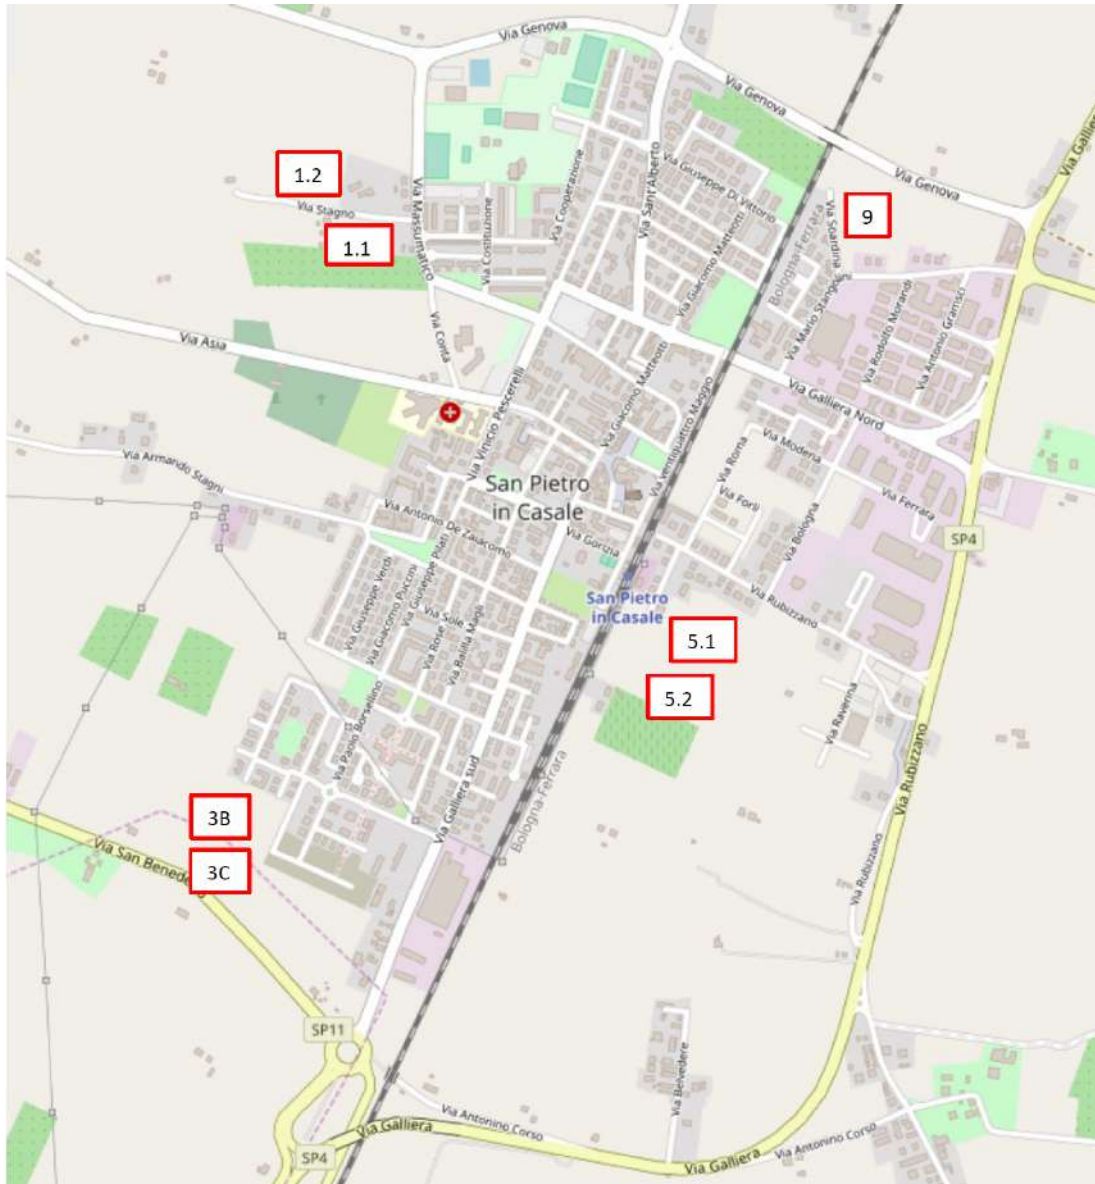 Via Genova
Via Genova
Via Galliera
Via Giuseppe Di Vittorio
Via Cooperazione
Via Sant'Alberto
1.2
Via Massumatico
Via Genova
Via Stagno
Via Costituzione
9
Via Soardina
1.1
Via Giacomo Matteotti
Bologna-Ferrara
Via Mario Stangolini
Via Rodolfo Morandi
Via Antonio Gramsci
Via Conta
Via Asia
Via Vinicio Pescerelli
Via Giacomo Matteotti
Via Galliera Nord
Via Ventiquattro Maggio
Via Roma
Via Modena
Via Armando Stagni
San Pietro
in Casale
Via Forlì
Via Ferrara
Via Antonio De Zaiacomo
Via Gorizia
Via Bologna
SP4
Via Giuseppe Verdi
Via Giacomo Puccini
Via Giuseppe Pilati
Via Sole
Via Rose
Via Balilla Magli
San Pietro
in Casale
Via Rubizzano
5.1
5.2
Via Ravenna
Via Paolo Borsellino
Via Galliera sud
Bologna-Ferrara
Via Rubizzano
3B
Via San Benedetto
3C
Via Rubizzano
SP11
Via Belvedere
Via Antonino Corso
Via Galliera
Via Antonino Corso
SP4
Via Galliera